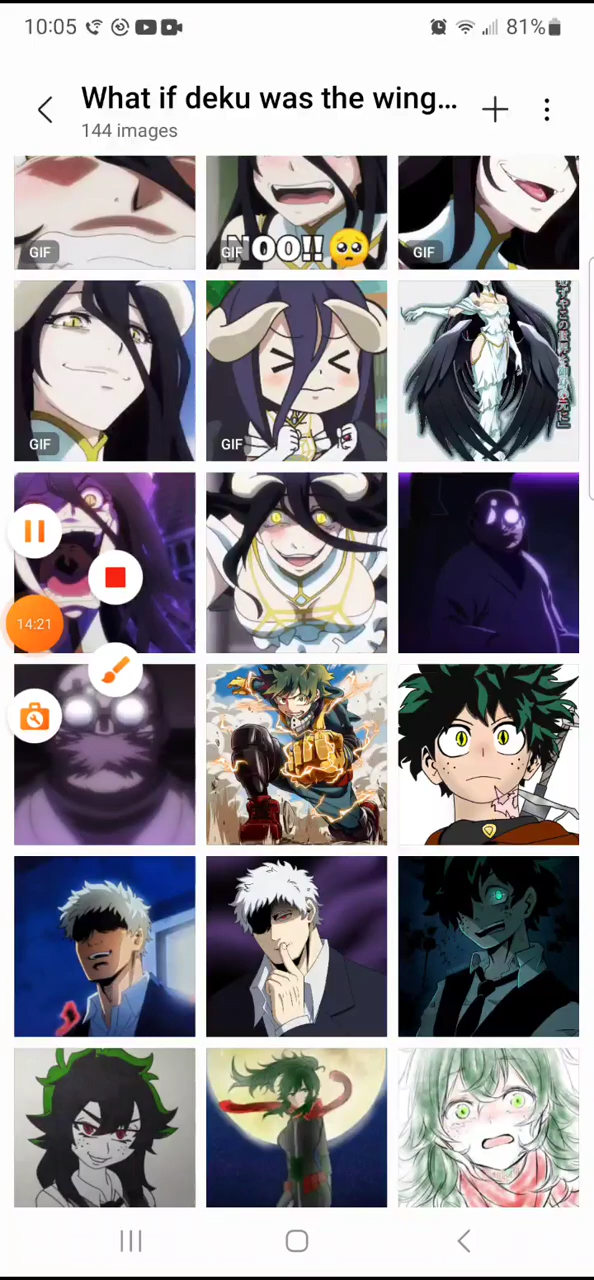 10:05
81%
What if deku was the wing...
144 images
GIF
GIF
NOO!!
GIF
GIF
GIF
14:21